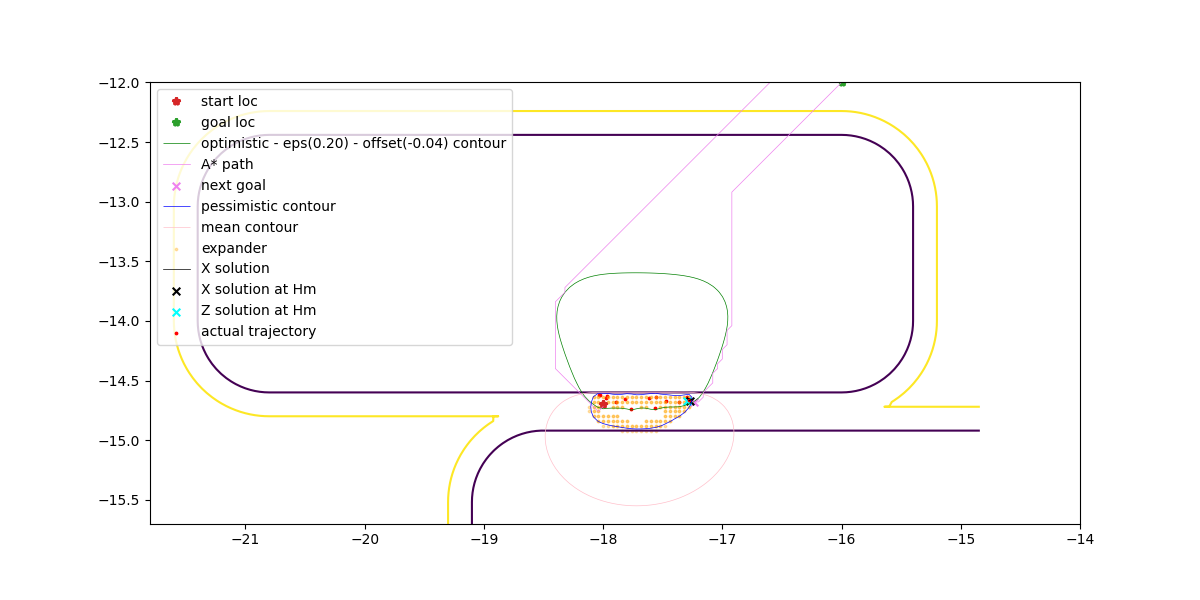 −12.0
−12.5
−13.0
−13.5
−14.0
−14.5
−15.0
−15.5
start loc
goal loc
optimistic - eps(0.20) - offset(-0.04) contour
A* path
next goal
pessimistic contour
mean contour
expander
X solution
X solution at Hm
Z solution at Hm
actual trajectory
−21 −20 −19 −18 −17 −16 −15 −14